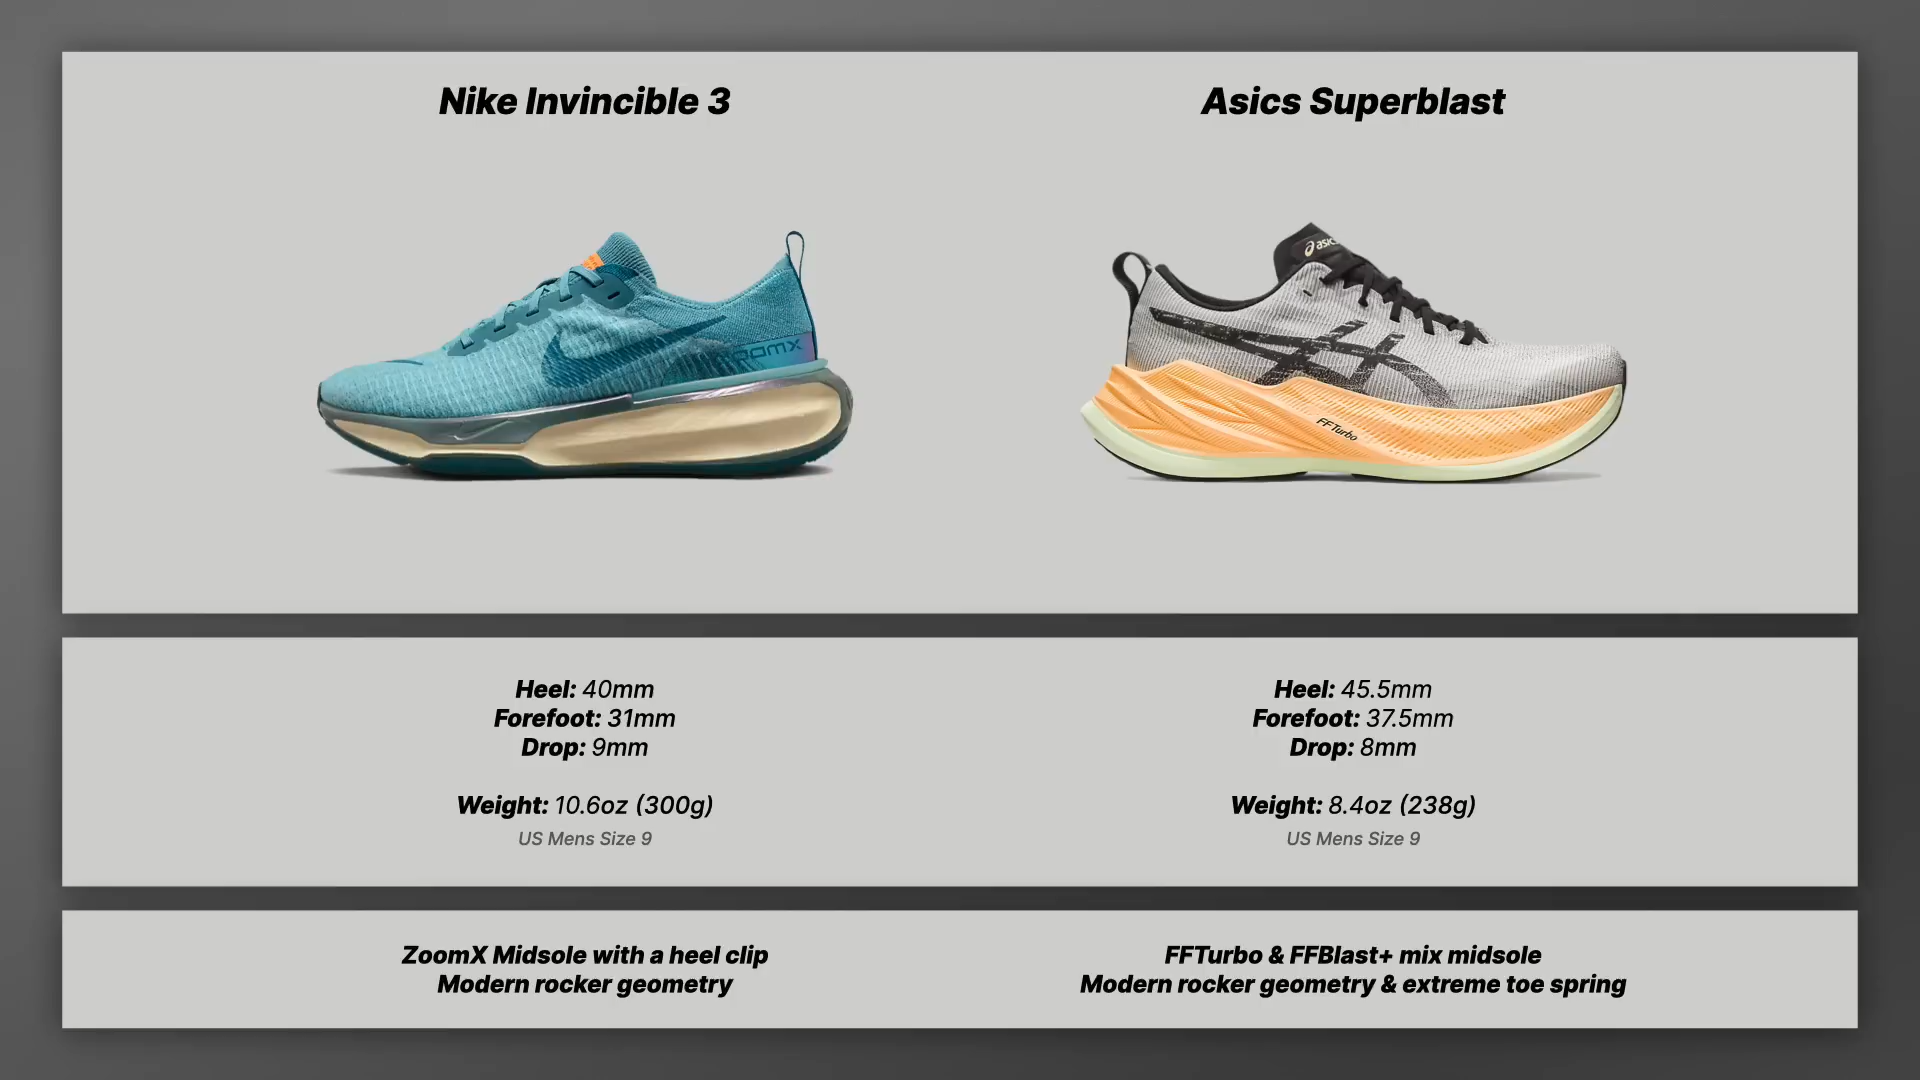 Nike Invincible 3
Asics Superblast
asics
FFTurbo
Heel: 40mm
Forefoot: 31mm
Drop: 9mm
Weight: 10.6oz (300g)
US Mens Size 9
Heel: 45.5mm
Forefoot: 37.5mm
Drop: 8mm
Weight: 8.4oz (238g)
US Mens Size 9
ZoomX Midsole with a heel clip
Modern rocker geometry
FFTurbo & FFBlast+ mix midsole
Modern rocker geometry & extreme toe spring